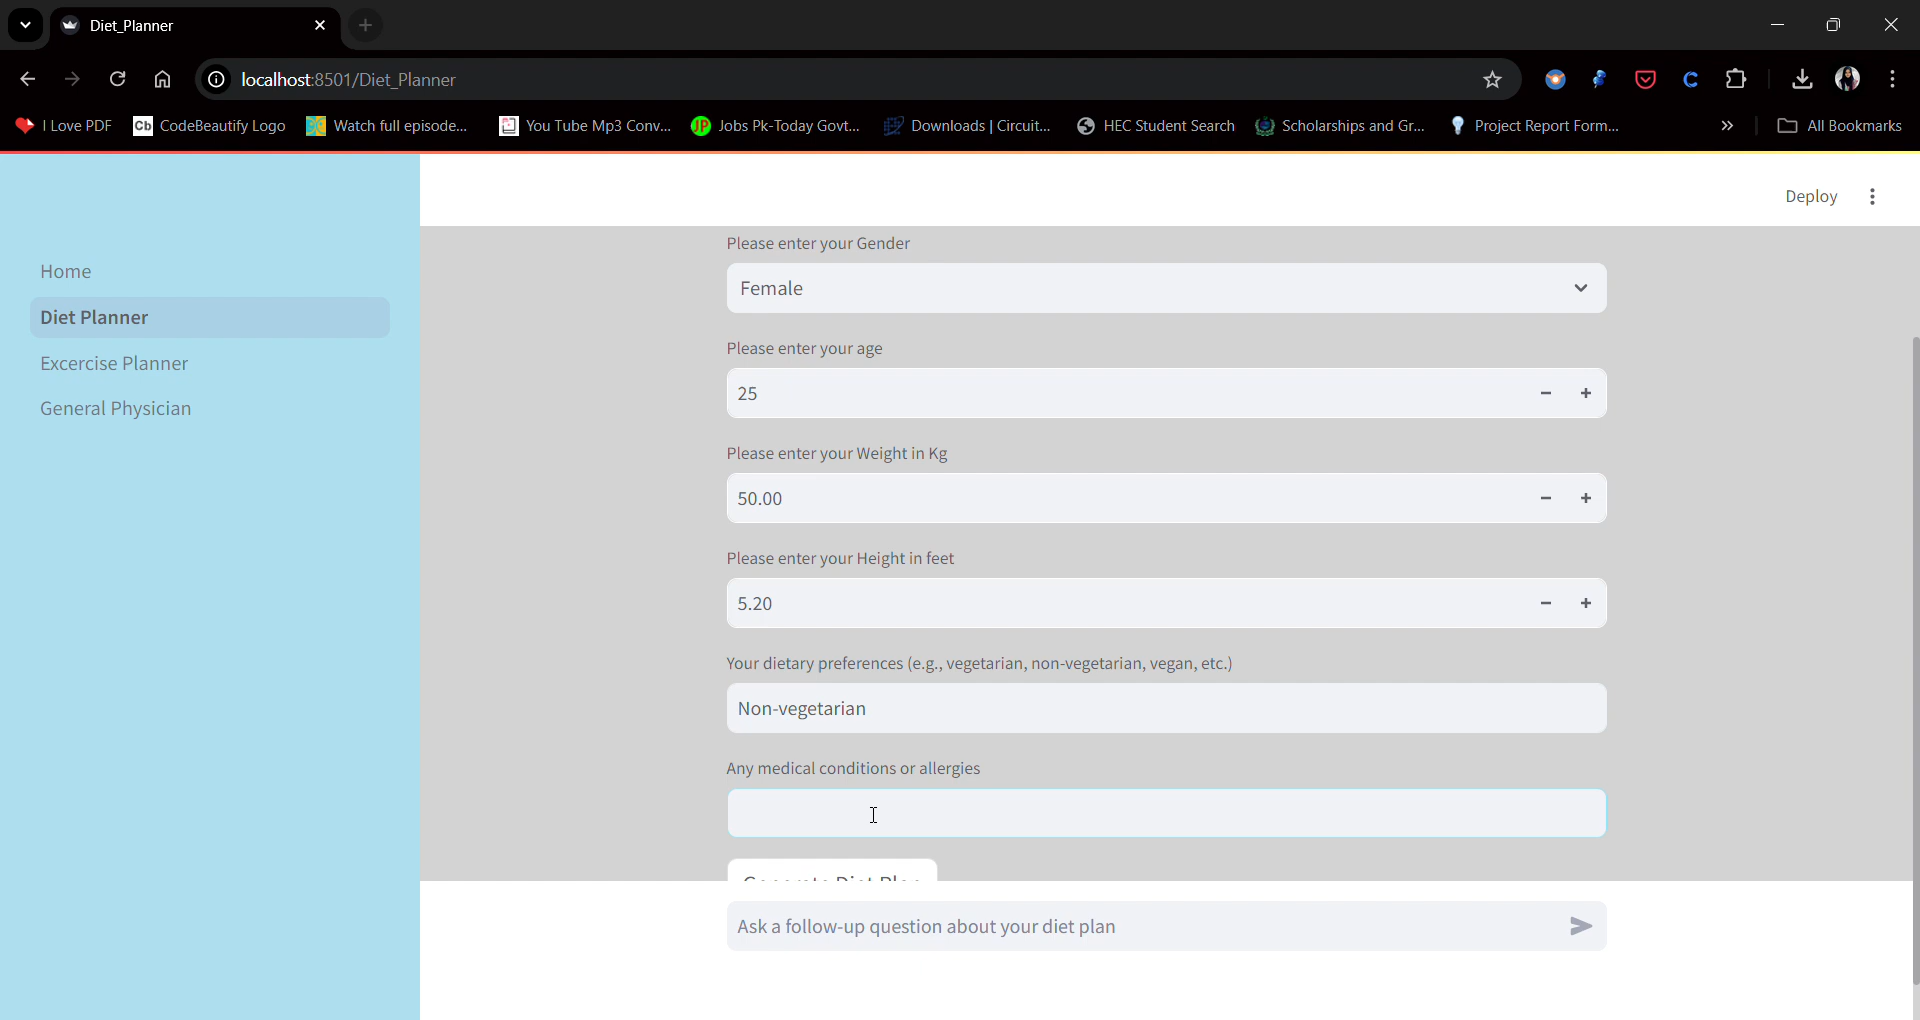 Diet_Planner
localhost:8501/Diet_Planner
I Love PDF
CodeBeautify Logo
Watch full episode...
You Tube Mp3 Conv...
Jobs Pk-Today Govt...
Downloads | Circuit...
HEC Student Search
Scholarships and Gr...
Project Report Form...
All Bookmarks
Deploy
Home
Diet Planner
Excercise Planner
General Physician
Please enter your Gender
Female
Please enter your age
25
Please enter your Weight in Kg
50.00
Please enter your Height in feet
5.20
Your dietary preferences (e.g., vegetarian, non-vegetarian, vegan, etc.)
Non-vegetarian
Any medical conditions or allergies
Generate Diet Plan
Ask a follow-up question about your diet plan